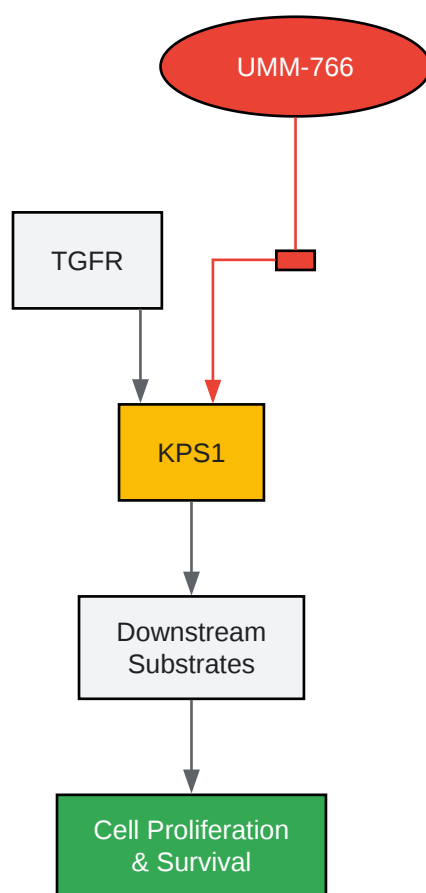 UMM-766
TGFR
KPS1
Downstream
Substrates
Cell Proliferation
& Survival